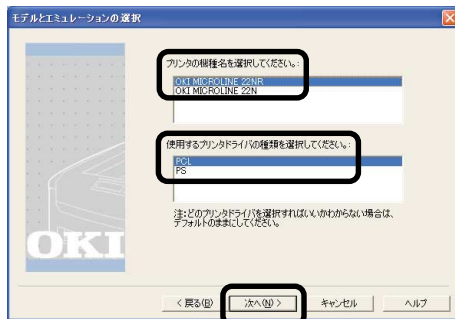 モデルとエミュレーションの選択
プリンタの機種名を選択してください。:
OKI MICROLINE 22NR
OKI MICROLINE 22N
使用するプリンタドライバの種類を選択してください。:
PCL
PS
注:どのプリンタドライバを選択すればいいかわからない場合は、
デフォルトのままにしてください。
OKI
< 戻る(B)
次へ(N) >
キャンセル
ヘルプ